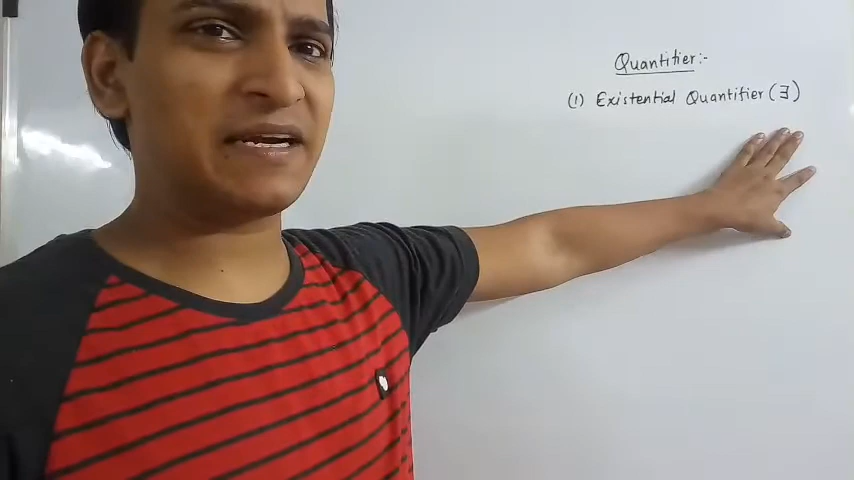 Quantifier:-
(1) Existential Quantifier (∃)